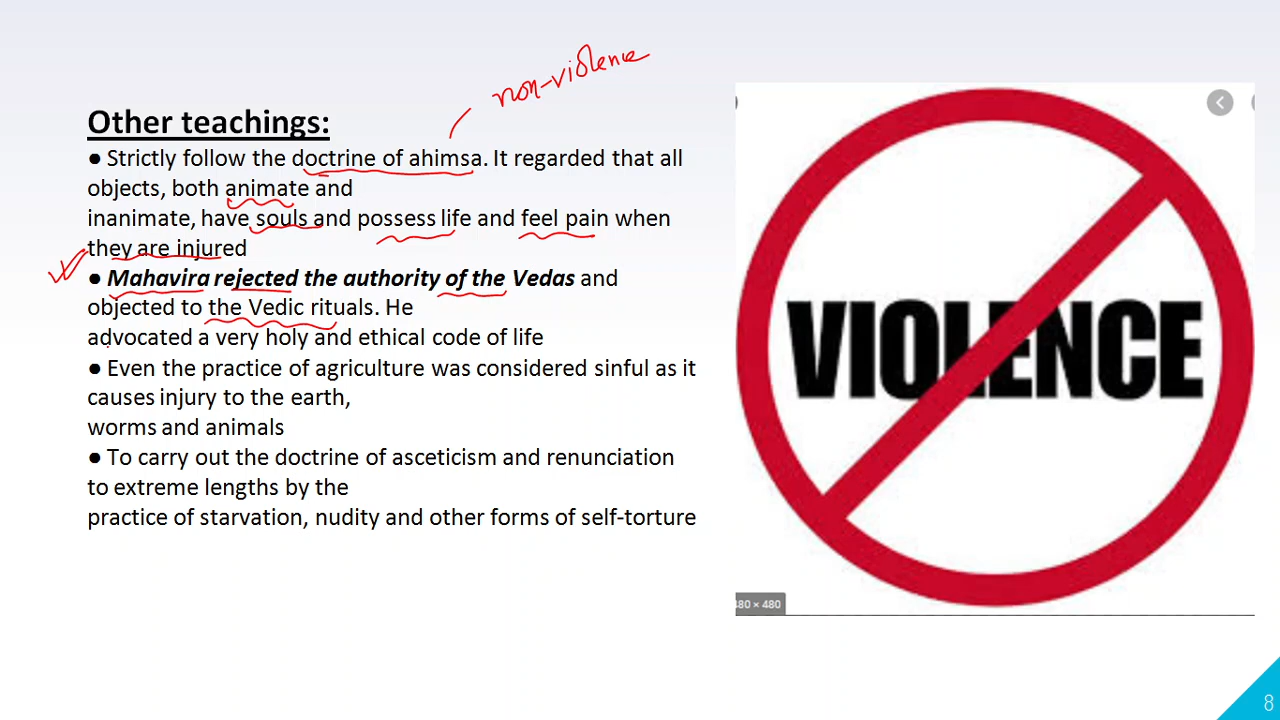 non-violence
Other teachings:
● Strictly follow the doctrine of ahimsa. It regarded that all
objects, both animate and
inanimate, have souls and possess life and feel pain when
they are injured
● Mahavira rejected the authority of the Vedas and
objected to the Vedic rituals. He
advocated a very holy and ethical code of life
● Even the practice of agriculture was considered sinful as it
causes injury to the earth,
worms and animals
● To carry out the doctrine of asceticism and renunciation
to extreme lengths by the
practice of starvation, nudity and other forms of self-torture
VIOLENCE
80 × 480
8